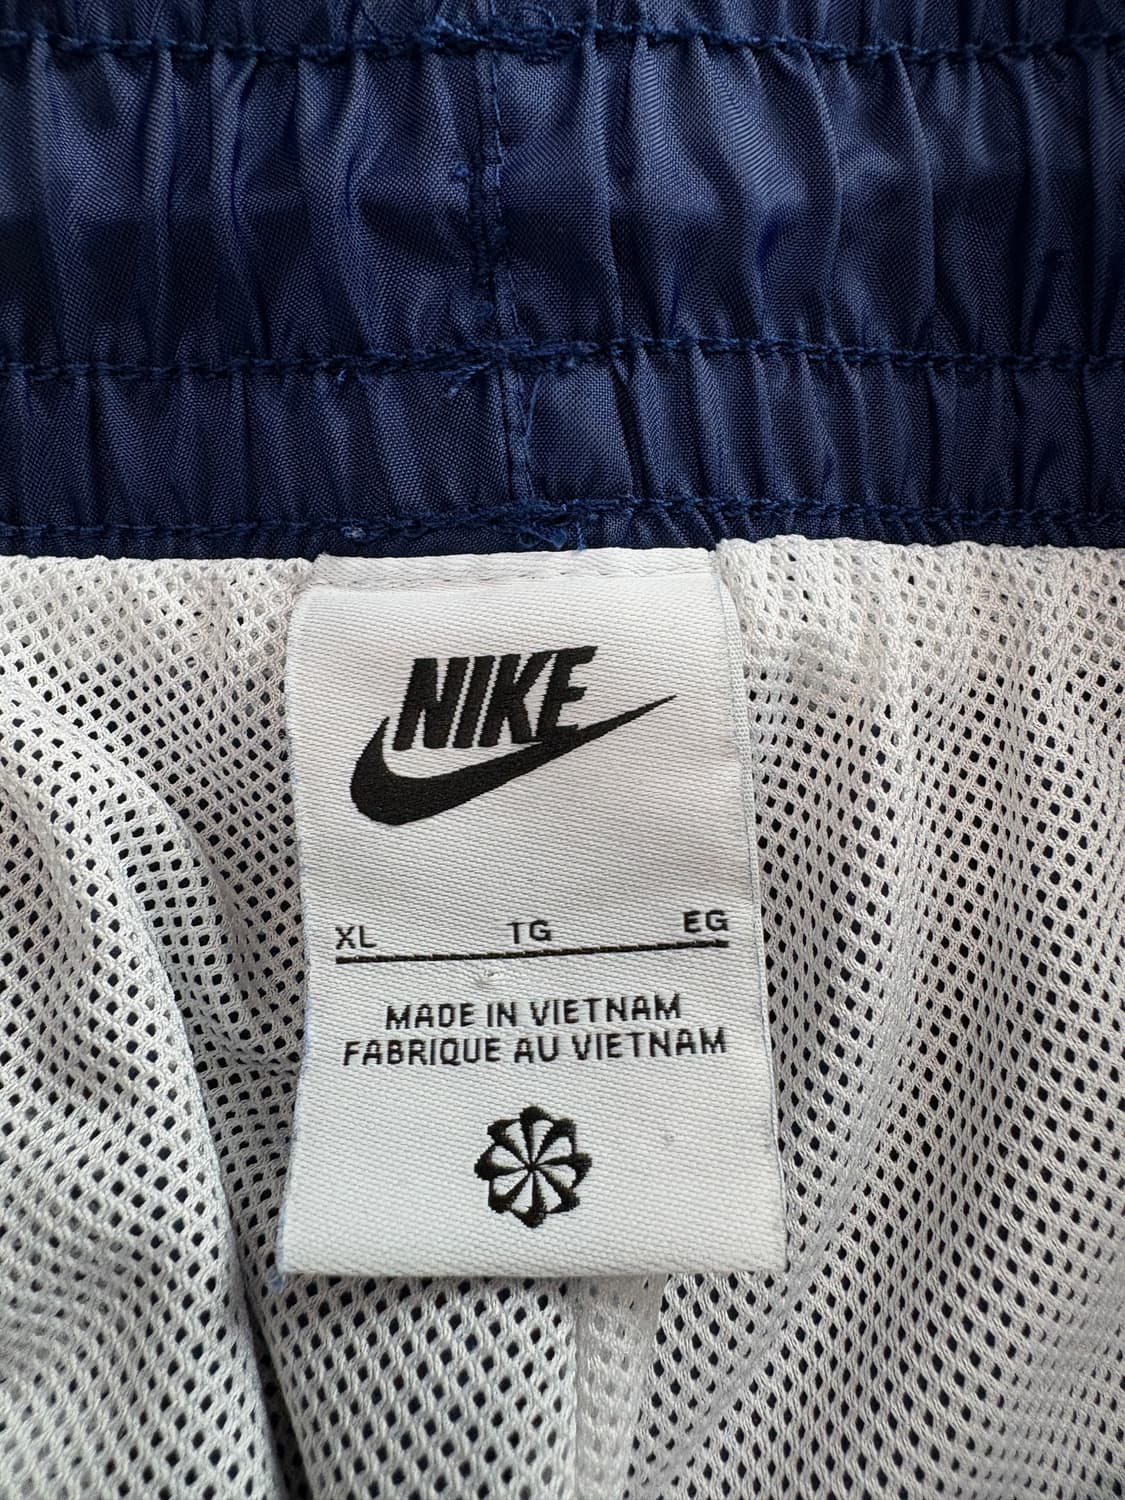 NIKE
XL TG EG
MADE IN VIETNAM
FABRIQUE AU VIETNAM